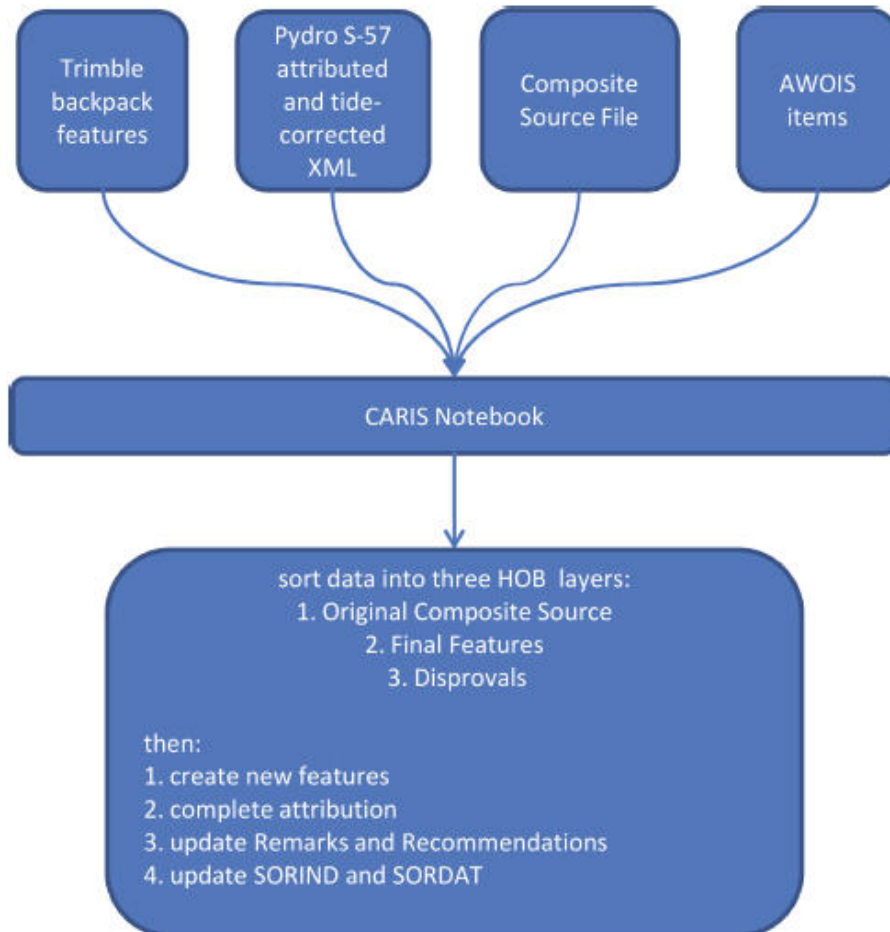 Trimble
backpack
features
Pydro S-57
attributed
and tide-
corrected
XML
Composite
Source File
AWOIS
items
CARIS Notebook
sort data into three HOB layers:
1. Original Composite Source
2. Final Features
3. Disprovals
then:
1. create new features
2. complete attribution
3. update Remarks and Recommendations
4. update SORIND and SORDAT